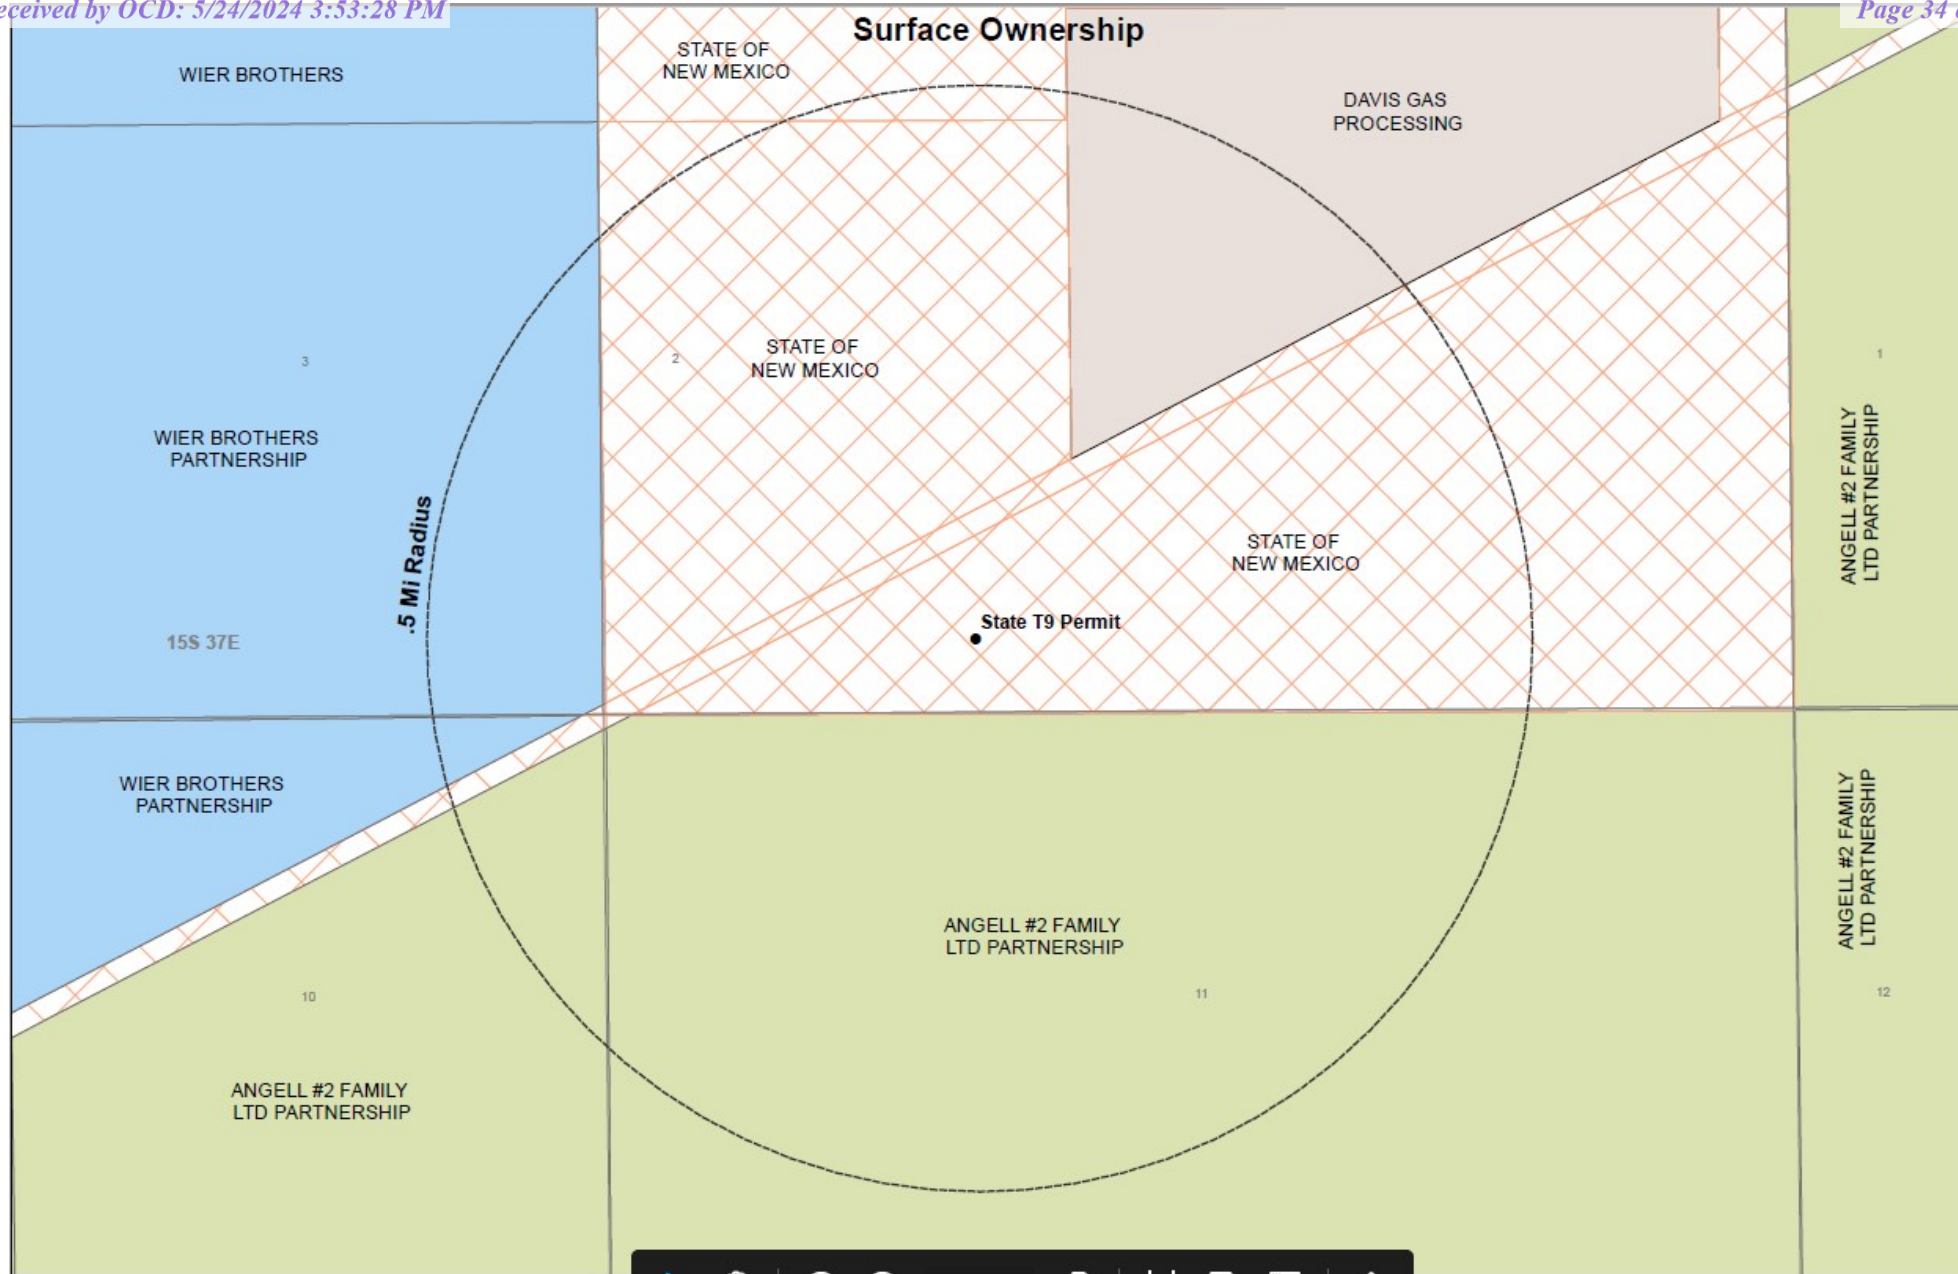 eceived by OCD: 5/24/2024 3:53:28 PM
Page 34
Surface Ownership
WIER BROTHERS
STATE OF
NEW MEXICO
DAVIS GAS
PROCESSING
3
2
1
STATE OF
NEW MEXICO
WIER BROTHERS
PARTNERSHIP
ANGELL #2 FAMILY
LTD PARTNERSHIP
.5 Mi Radius
STATE OF
NEW MEXICO
State T9 Permit
15S 37E
WIER BROTHERS
PARTNERSHIP
ANGELL #2 FAMILY
LTD PARTNERSHIP
ANGELL #2 FAMILY
LTD PARTNERSHIP
10
11
12
ANGELL #2 FAMILY
LTD PARTNERSHIP